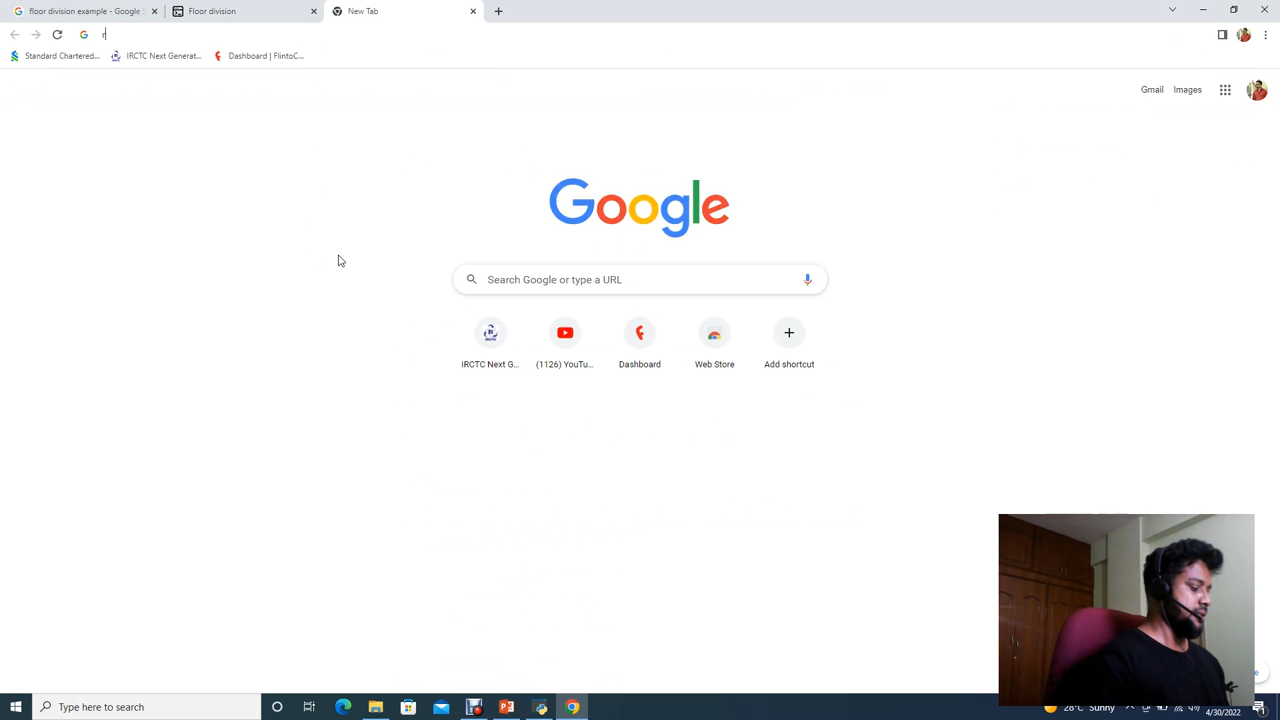 floor division example - Google S
Floor division
New Tab
r
Standard Chartered...
IRCTC Next Generat...
Dashboard | FlintoC...
Gmail
Images
Google
Search Google or type a URL
IRCTC Next G...
(1126) YouTu...
Dashboard
Web Store
Add shortcut
Type here to search
28°C Sunny
4/30/2022